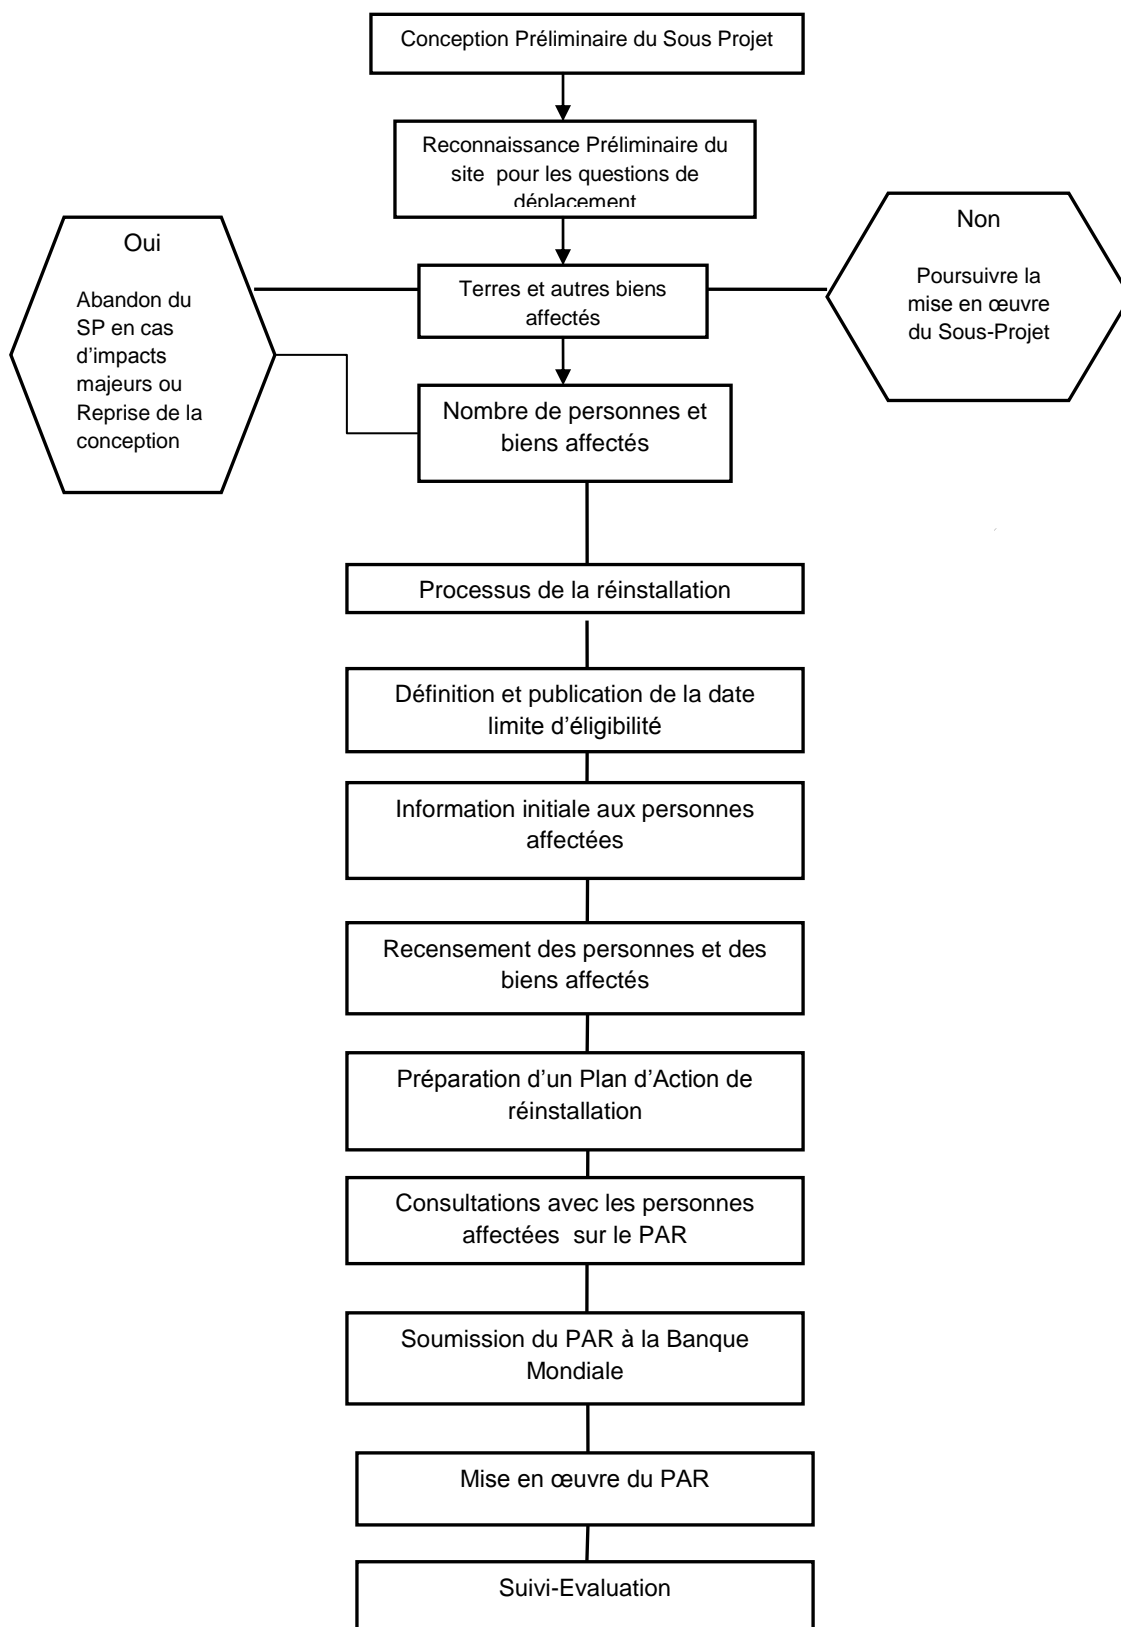 Conception Préliminaire du Sous Projet
Reconnaissance Préliminaire du
site pour les questions de
déplacement
Oui
Abandon du
SP en cas
d'impacts
majeurs ou
Reprise de la
conception
Terres et autres biens
affectés
Non
Poursuivre la
mise en œuvre
du Sous-Projet
Nombre de personnes et
biens affectés
Processus de la réinstallation
Définition et publication de la date
limite d'éligibilité
Information initiale aux personnes
affectées
Recensement des personnes et des
biens affectés
Préparation d'un Plan d'Action de
réinstallation
Consultations avec les personnes
affectées sur le PAR
Soumission du PAR à la Banque
Mondiale
Mise en œuvre du PAR
Suivi-Evaluation